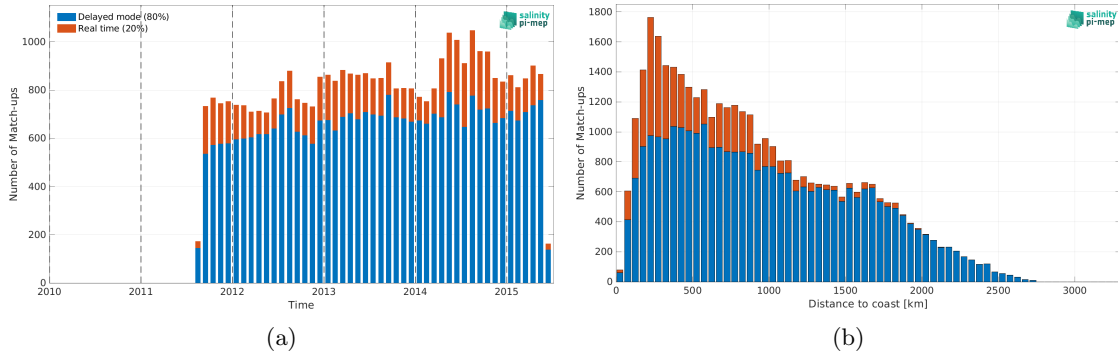 Delayed mode (80%)
Real time (20%)
salinity
pi-mep
Number of Match-ups
1000
800
600
400
200
0
2010 2011 2012 2013 2014 2015
Time
(a)
salinity
pi-mep
Number of Match-ups
1800
1600
1400
1200
1000
800
600
400
200
0
0 500 1000 1500 2000 2500 3000
Distance to coast [km]
(b)